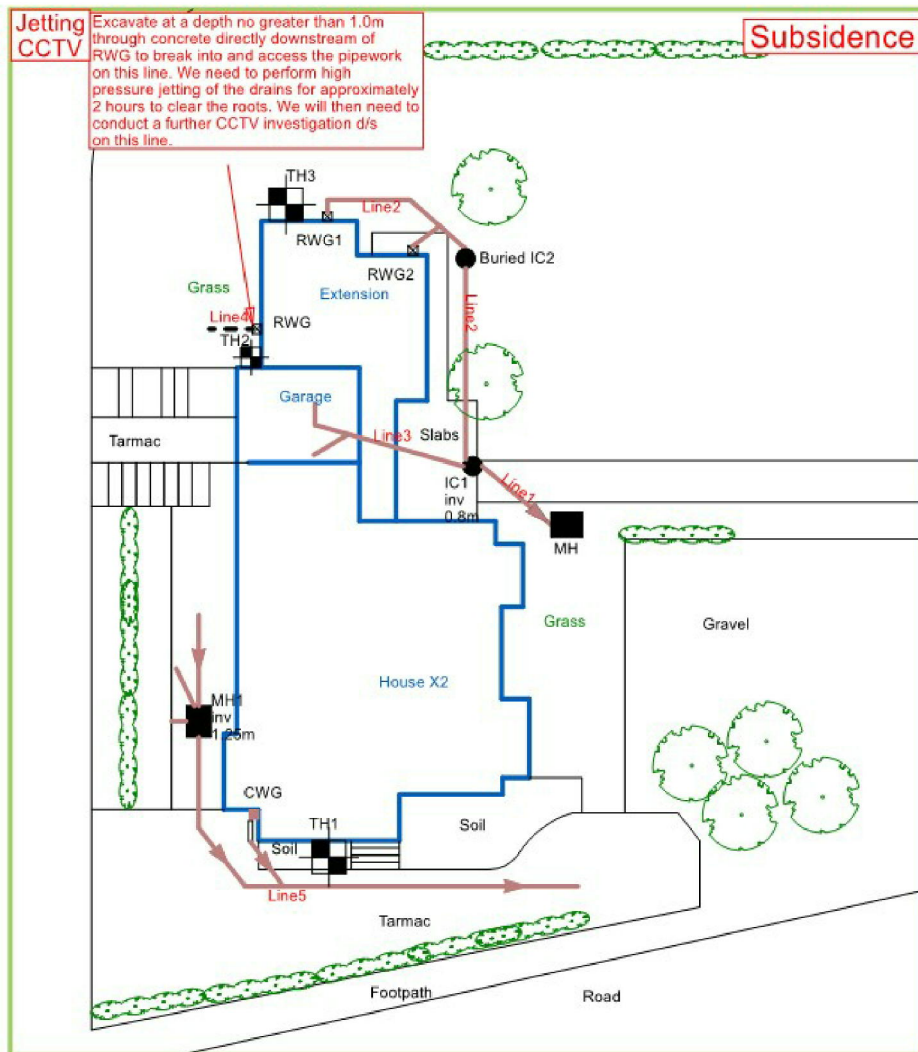 Jetting
CCTV
Excavate at a depth no greater than 1.0m
through concrete directly downstream of
RWG to break into and access the pipework
on this line. We need to perform high
pressure jetting of the drains for approximately
2 hours to clear the roots. We will then need to
conduct a further CCTV investigation d/s
on this line.
Subsidence
TH3
Line2
RWG1
RWG2
Buried IC2
Grass
Extension
Line2
Line4
RWG
TH2
Garage
Tarmac
Line3
Slabs
IC1
inv
0.8m
Line1
MH
Grass
Gravel
House X2
MH1
inv
1.25m
CWG
TH1
Soil
Soil
Line5
Tarmac
Footpath
Road